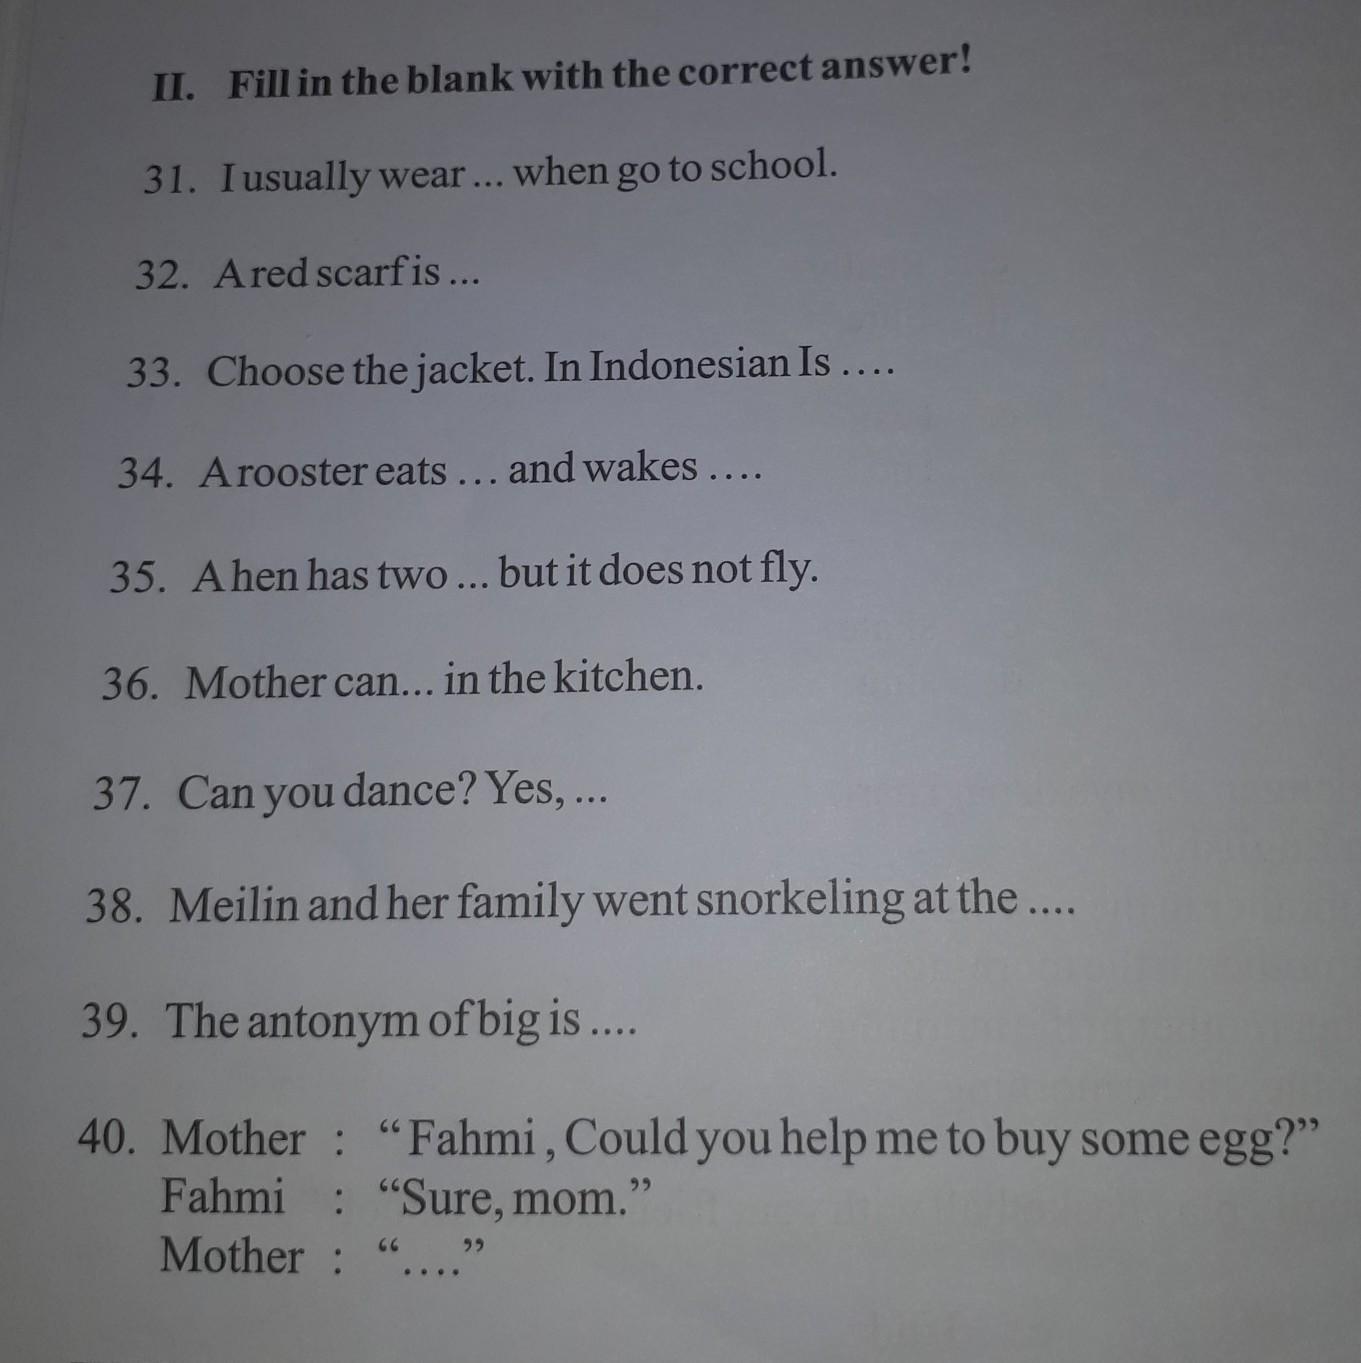 II. Fill in the blank with the correct answer!
31. I usually wear ... when go to school.
32. A red scarf is ...
33. Choose the jacket. In Indonesian Is ....
34. A rooster eats ... and wakes ....
35. A hen has two ... but it does not fly.
36. Mother can... in the kitchen.
37. Can you dance? Yes, ...
38. Meilin and her family went snorkeling at the ....
39. The antonym of big is ....
40. Mother : “Fahmi , Could you help me to buy some egg?”
Fahmi : “Sure, mom.”
Mother : “....”